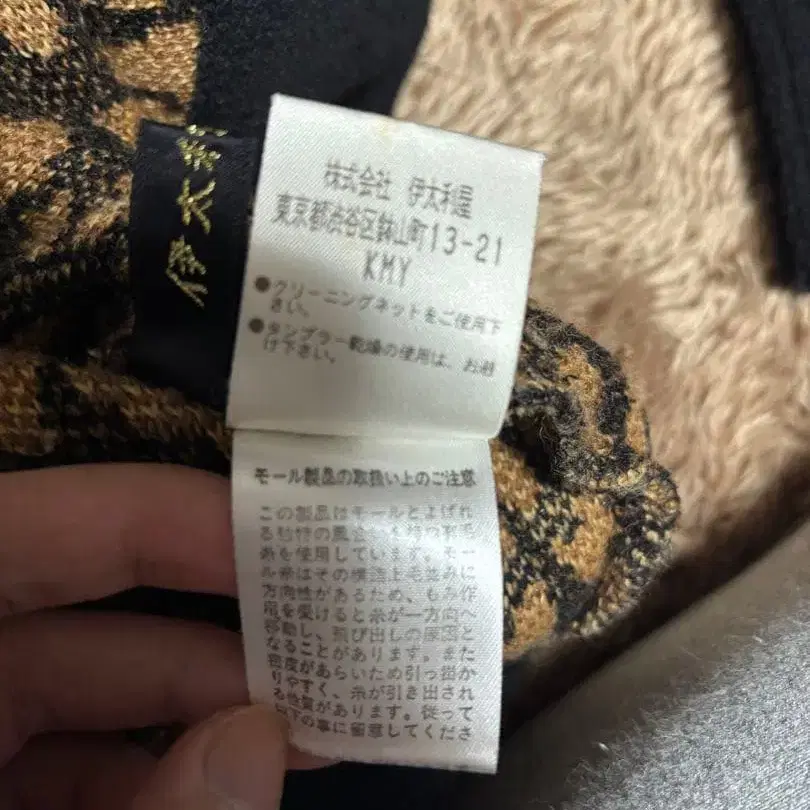 伊太利
株式会社 伊太利屋
東京都渋谷区鉢山町13-21
KMY
●クリーニングネットをご使用下
さい。
●タンブラー乾燥の使用は、お避
け下さい。
モール製品の取扱い上のご注意
この製品はモールとよばれ
る独特の風合いを持つ羽毛
糸を使用しています。モー
ル糸はその構造上毛並みに
方向性があるため、もみ作
用を受けると糸が一方向へ
移動し、飛び出しの原因と
なることがあります。また
密度があらいため引っ掛か
りやすく、糸が引き出され
る性質があります。従って
以下の事に留意してくださ